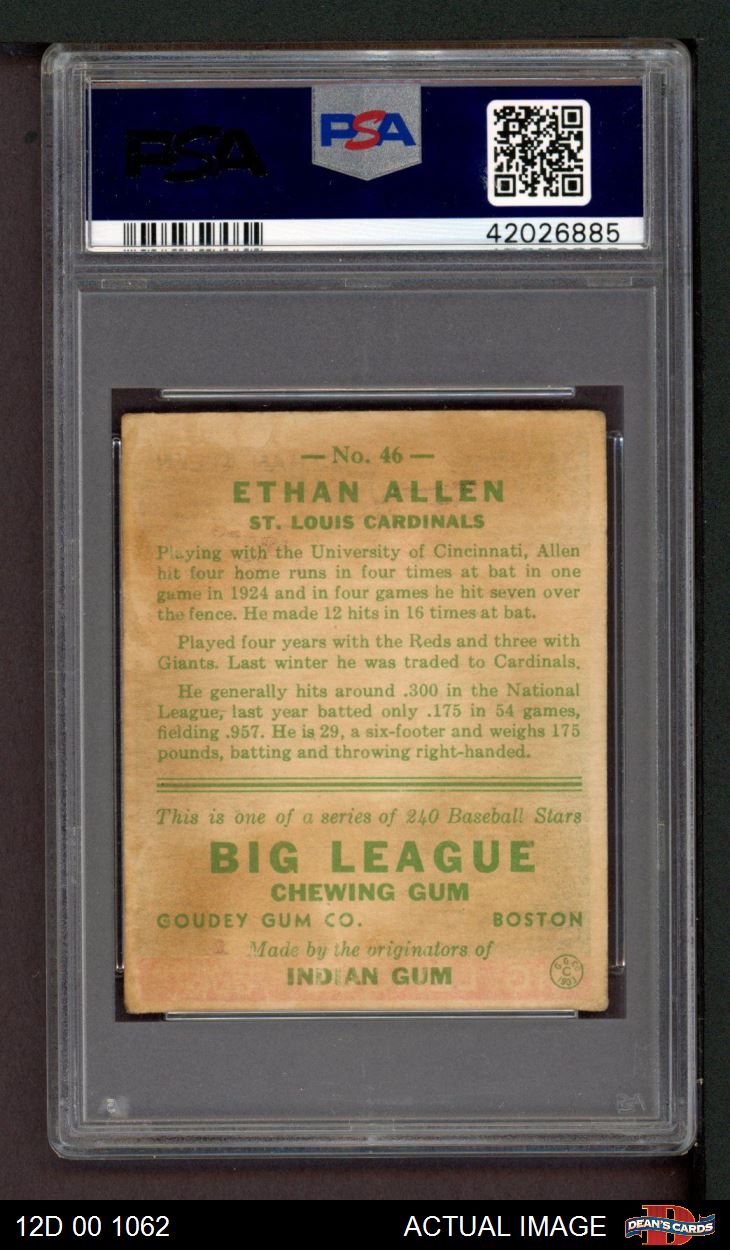 PSA PSA
42026885
— No. 46 —
ETHAN ALLEN
ST. LOUIS CARDINALS
Playing with the University of Cincinnati, Allen
hit four home runs in four times at bat in one
game in 1924 and in four games he hit seven over
the fence. He made 12 hits in 16 times at bat.
Played four years with the Reds and three with
Giants. Last winter he was traded to Cardinals.
He generally hits around .300 in the National
League; last year batted only .175 in 54 games,
fielding .957. He is 29, a six-footer and weighs 175
pounds, batting and throwing right-handed.
This is one of a series of 240 Baseball Stars
BIG LEAGUE
CHEWING GUM
GOUDEY GUM CO. BOSTON
Made by the originators of
INDIAN GUM
12D 00 1062 ACTUAL IMAGE DEAN'S CARDS